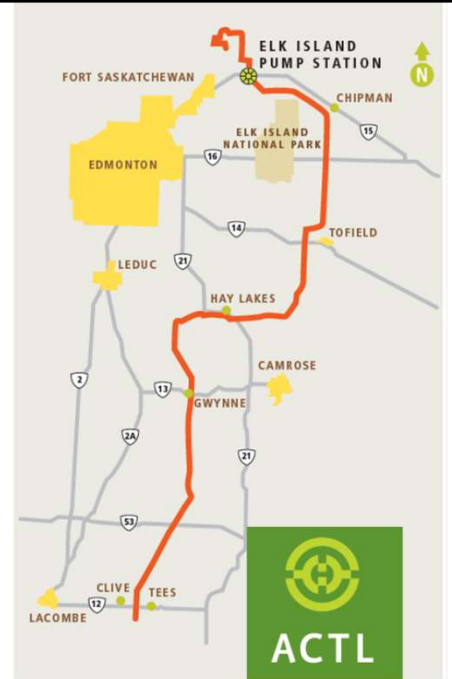 ELK ISLAND
PUMP STATION
N
FORT SASKATCHEWAN
CHIPMAN
15
ELK ISLAND
NATIONAL PARK
16
EDMONTON
14
TOFIELD
21
LEDUC
HAY LAKES
CAMROSE
2
13
GWYNNE
2A
21
53
CLIVE
TEES
12
LACOMBE
ACTL